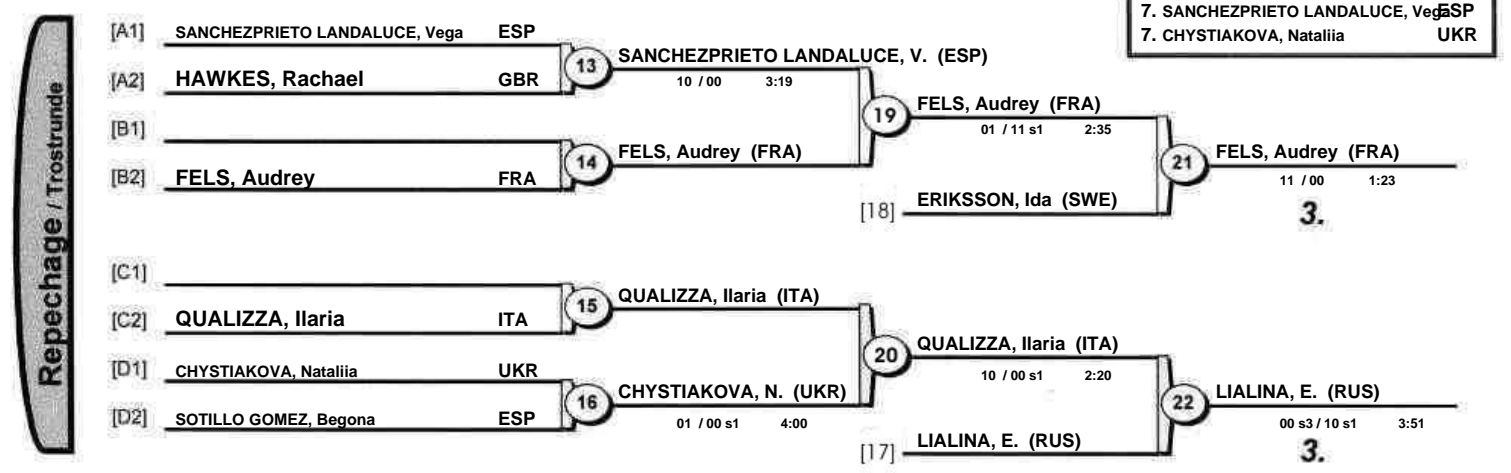 7. SANCHEZPRIETO LANDALUCE, Vega ESP
7. CHYSTIAKOVA, Nataliia UKR
Repechage / Trostrunde
[A1] SANCHEZPRIETO LANDALUCE, Vega ESP
13 SANCHEZPRIETO LANDALUCE, V. (ESP)
[A2] HAWKES, Rachael GBR
10 / 00 3:19
19 FELS, Audrey (FRA)
01 / 11 s1 2:35
[B1]
14 FELS, Audrey (FRA)
[B2] FELS, Audrey FRA
21 FELS, Audrey (FRA)
11 / 00 1:23
[18] ERIKSSON, Ida (SWE)
3.
[C1]
15 QUALIZZA, Ilaria (ITA)
[C2] QUALIZZA, Ilaria ITA
20 QUALIZZA, Ilaria (ITA)
10 / 00 s1 2:20
[D1] CHYSTIAKOVA, Nataliia UKR
16 CHYSTIAKOVA, N. (UKR)
[D2] SOTILLO GOMEZ, Begona ESP
01 / 00 s1 4:00
22 LIALINA, E. (RUS)
00 s3 / 10 s1 3:51
[17] LIALINA, E. (RUS)
3.